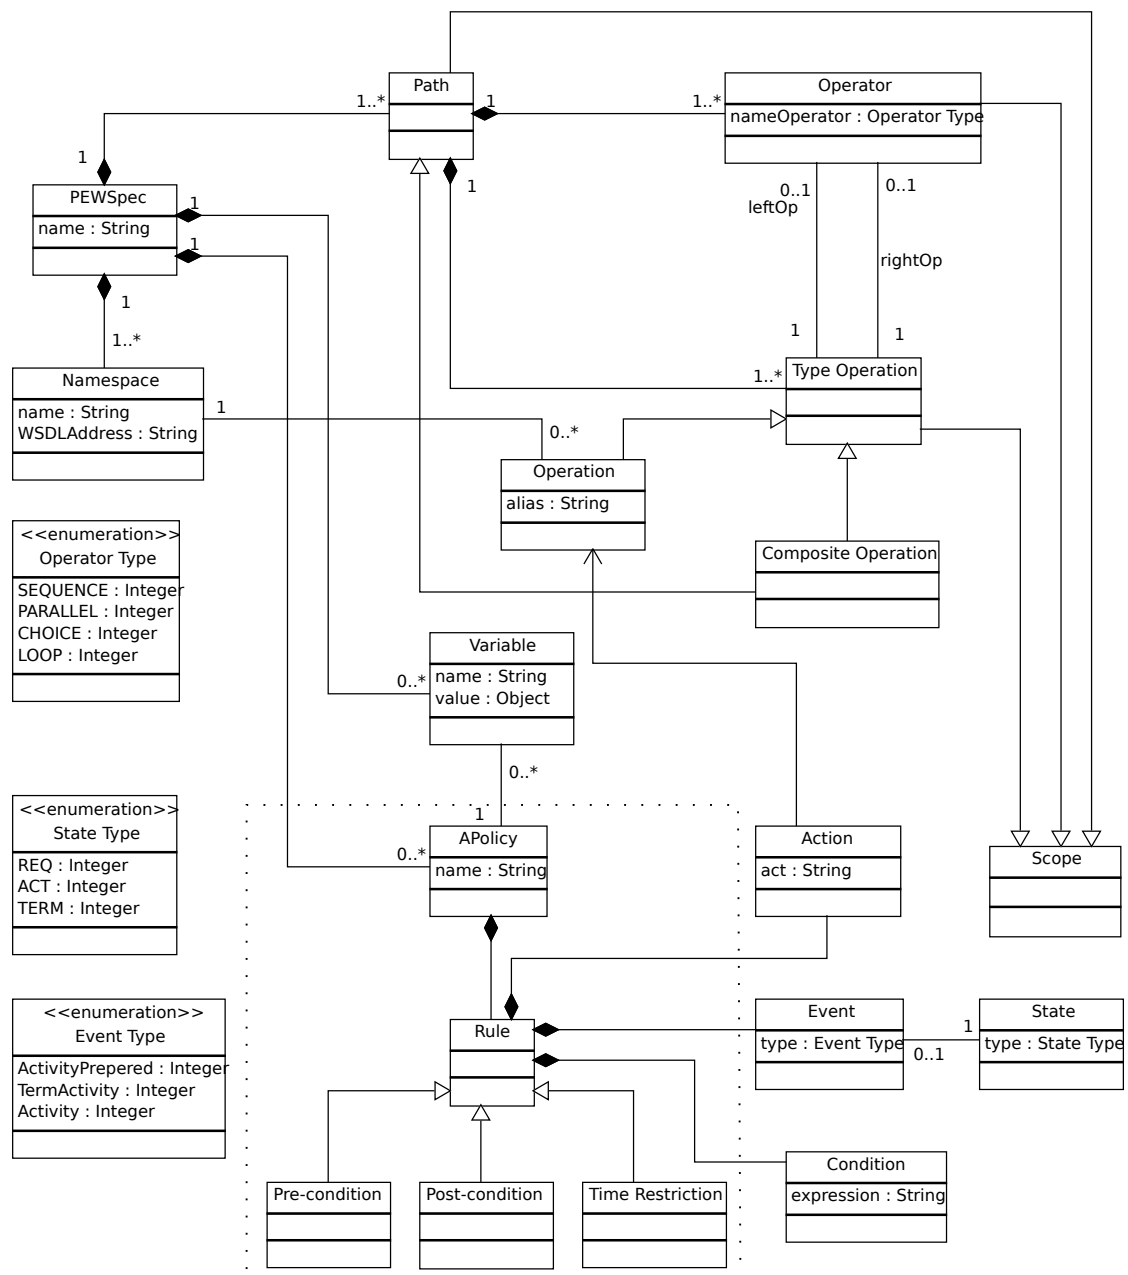 Path
Operator
1..*
1
1..*
nameOperator : Operator Type
1
1
0..1
0..1
leftOp
PEWSpec
1
name : String
1
rightOp
1
1..*
1
1
Namespace
1..*
Type Operation
name : String
WSDLAddress : String
1
0..*
Operation
alias : String
<<enumeration>>
Operator Type
SEQUENCE : Integer
PARALLEL : Integer
CHOICE : Integer
LOOP : Integer
Composite Operation
Variable
name : String
value : Object
0..*
0..*
<<enumeration>>
State Type
REQ : Integer
ACT : Integer
TERM : Integer
1
APolicy
name : String
0..*
Action
act : String
Scope
<<enumeration>>
Event Type
ActivityPrepered : Integer
TermActivity : Integer
Activity : Integer
Rule
Event
type : Event Type
1
0..1
State
type : State Type
Pre-condition
Post-condition
Time Restriction
Condition
expression : String